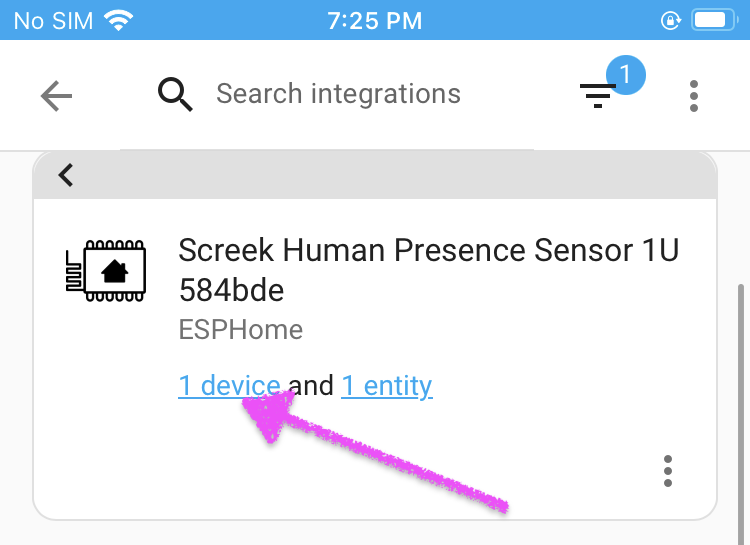 No SIM 7:25 PM
Search integrations 1
Screek Human Presence Sensor 1U
584bde
ESPHome
1 device and 1 entity